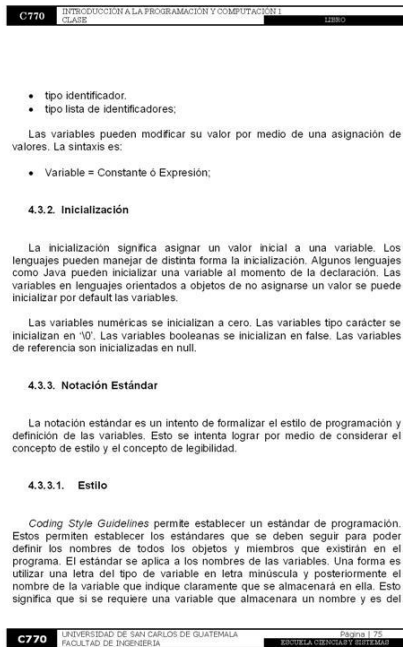 C770
INTRODUCCIÓN A LA PROGRAMACIÓN Y COMPUTACIÓN 1
CLASE
LIBRO
• tipo identificador.
• tipo lista de identificadores;
Las variables pueden modificar su valor por medio de una asignación de
valores. La sintaxis es:
• Variable = Constante ó Expresión;
4.3.2. Inicialización
La inicialización significa asignar un valor inicial a una variable. Los
lenguajes pueden manejar de distinta forma la inicialización. Algunos lenguajes
como Java pueden inicializar una variable al momento de la declaración. Las
variables en lenguajes orientados a objetos de no asignarse un valor se puede
inicializar por default las variables.
Las variables numéricas se inicializan a cero. Las variables tipo carácter se
inicializan en '\0'. Las variables booleanas se inicializan en false. Las variables
de referencia son inicializadas en null.
4.3.3. Notación Estándar
La notación estándar es un intento de formalizar el estilo de programación y
definición de las variables. Esto se intenta lograr por medio de considerar el
concepto de estilo y el concepto de legibilidad.
4.3.3.1. Estilo
Coding Style Guidelines permite establecer un estándar de programación.
Estos permiten establecer los estándares que se deben seguir para poder
definir los nombres de todos los objetos y miembros que existirán en el
programa. El estándar se aplica a los nombres de las variables. Una forma es
utilizar una letra del tipo de variable en letra minúscula y posteriormente el
nombre de la variable que indique claramente que se almacenará en ella. Esto
significa que si se requiere una variable que almacenara un nombre y es del
C770
UNIVERSIDAD DE SAN CARLOS DE GUATEMALA
FACULTAD DE INGENIERÍA
Página | 75
ESCUELA CIENCIAS Y SISTEMAS